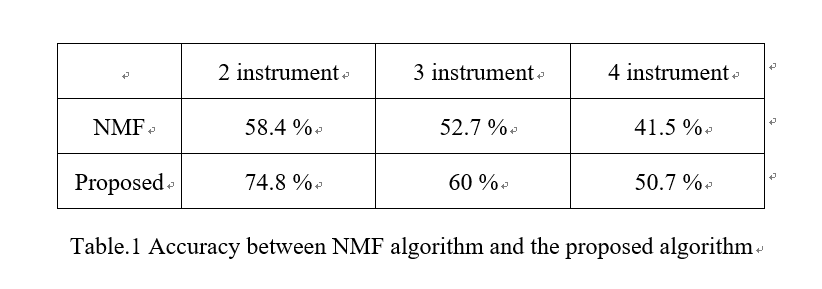 2 instrument 3 instrument 4 instrument
NMF 58.4 % 52.7 % 41.5 %
Proposed 74.8 % 60 % 50.7 %
Table.1 Accuracy between NMF algorithm and the proposed algorithm